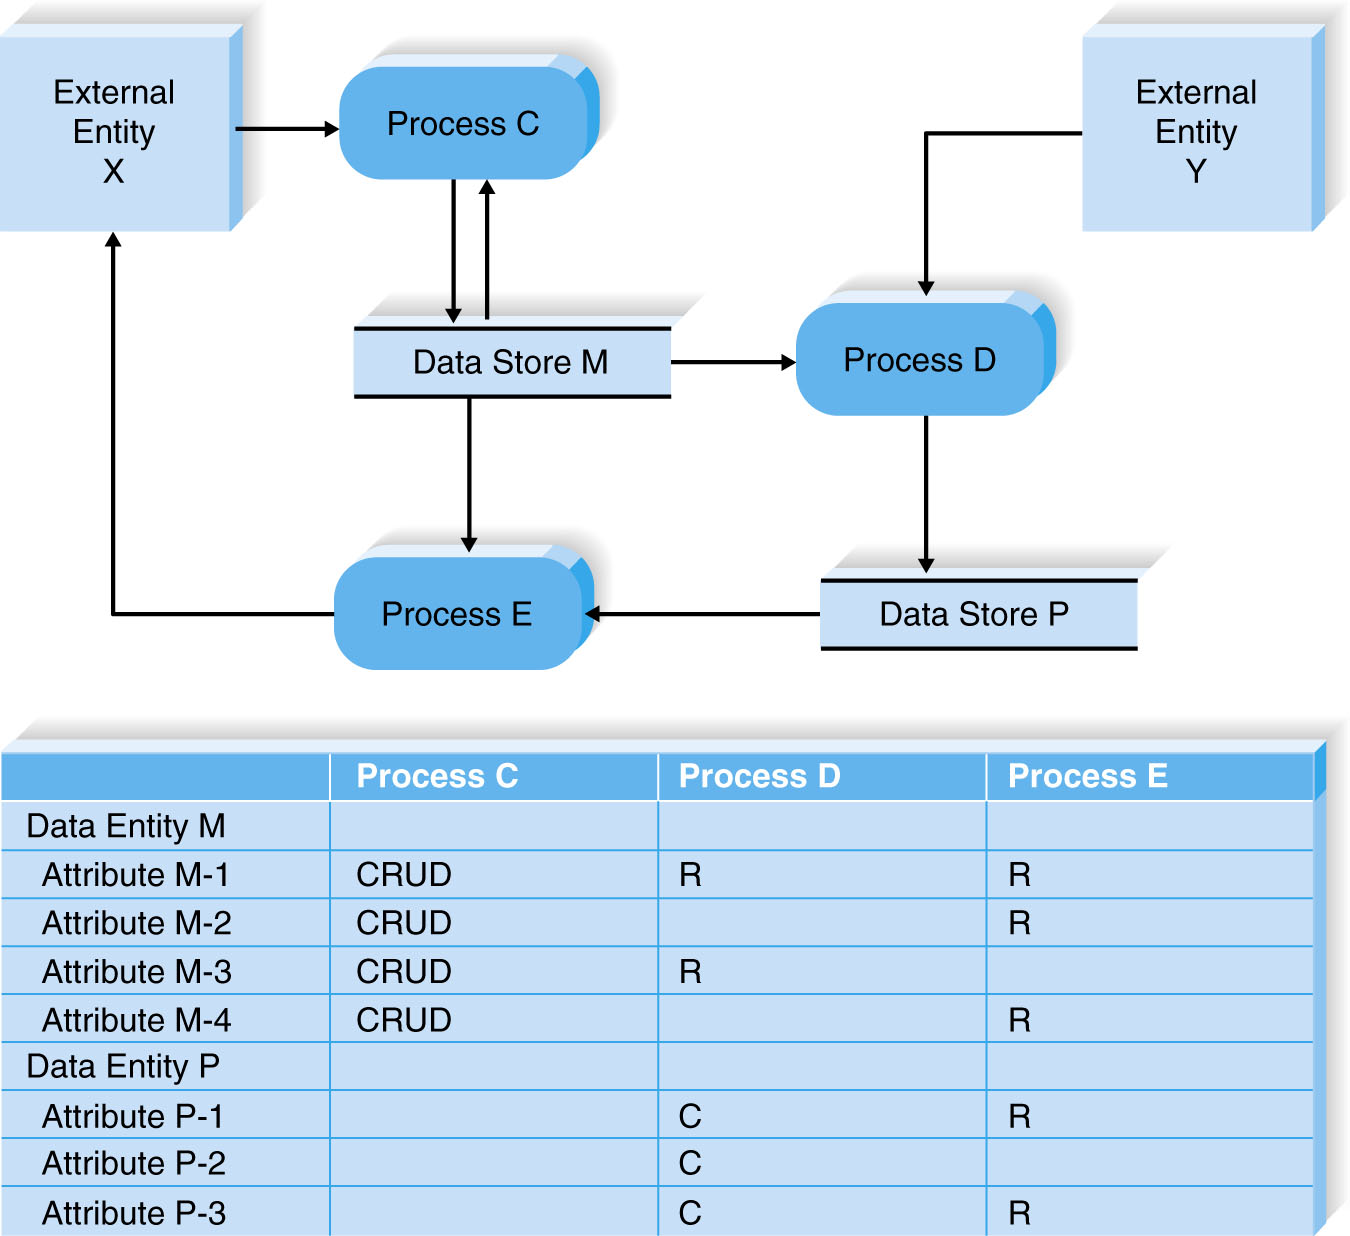 External
Entity
X
Process C
External
Entity
Y
Data Store M
Process D
Process E
Data Store P
Process C Process D Process E
Data Entity M
Attribute M-1 CRUD R R
Attribute M-2 CRUD R
Attribute M-3 CRUD R
Attribute M-4 CRUD R
Data Entity P
Attribute P-1 C R
Attribute P-2 C
Attribute P-3 C R